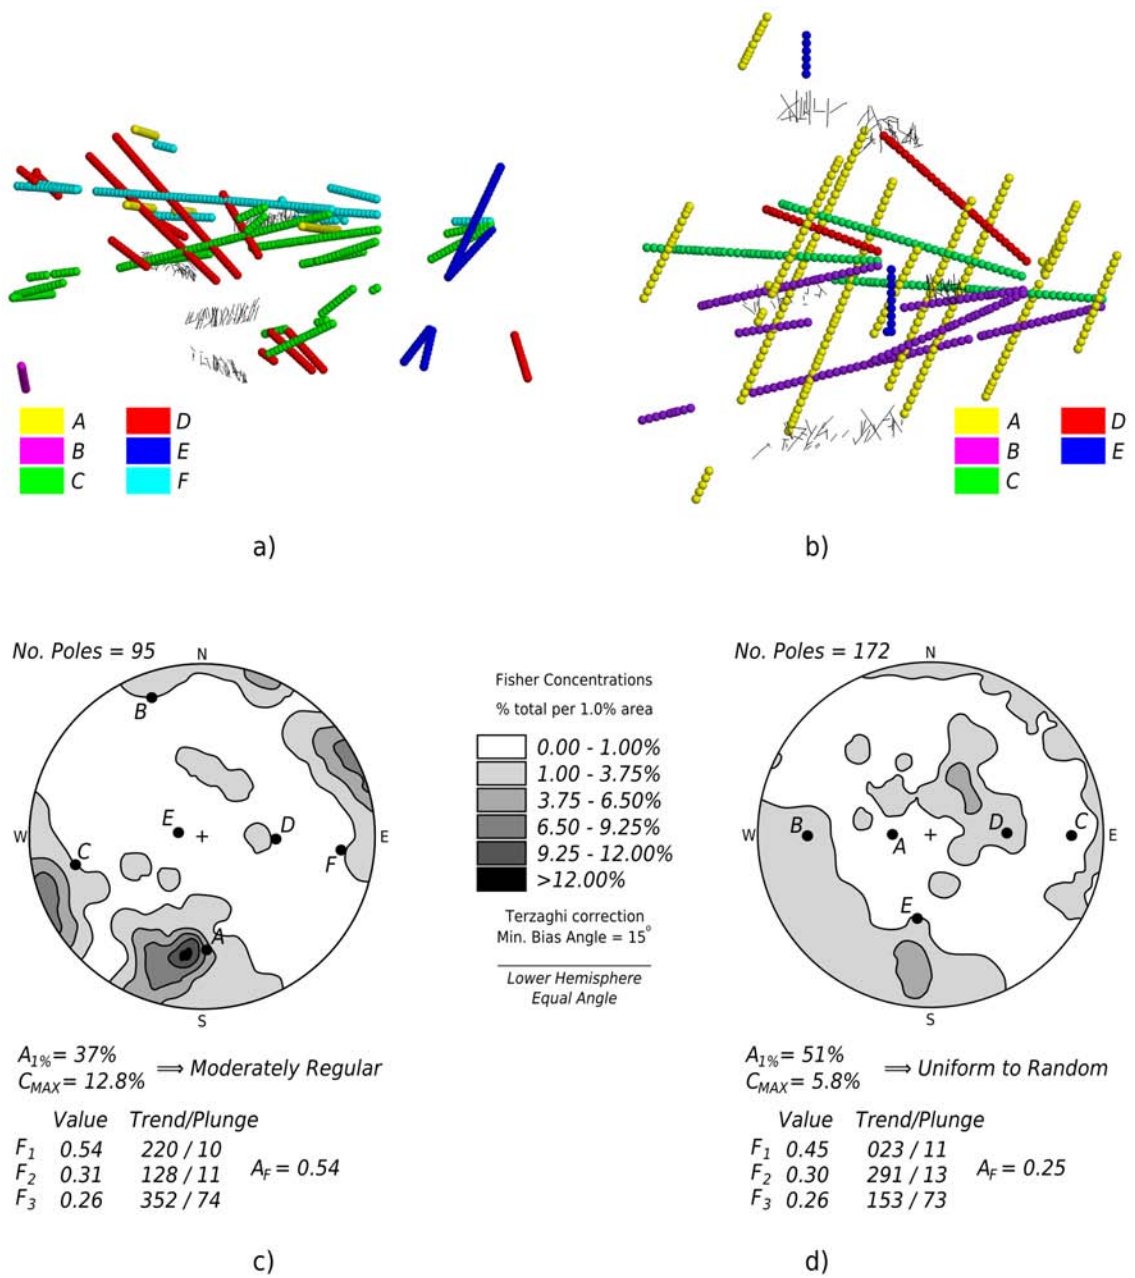 A D
B E
C F
a)
A D
B E
C
b)
No. Poles = 95
N
W E
S
A
B
C
D
E
F
Fisher Concentrations
% total per 1.0% area
0.00 - 1.00%
1.00 - 3.75%
3.75 - 6.50%
6.50 - 9.25%
9.25 - 12.00%
>12.00%
Terzaghi correction
Min. Bias Angle = 15°
Lower Hemisphere
Equal Angle
No. Poles = 172
N
W E
S
A
B
C
D
E
A1% = 37%
CMAX = 12.8%
⟹ Moderately Regular
Value Trend/Plunge
F1 0.54 220 / 10
F2 0.31 128 / 11
F3 0.26 352 / 74
AF = 0.54
c)
A1% = 51%
CMAX = 5.8%
⟹ Uniform to Random
Value Trend/Plunge
F1 0.45 023 / 11
F2 0.30 291 / 13
F3 0.26 153 / 73
AF = 0.25
d)